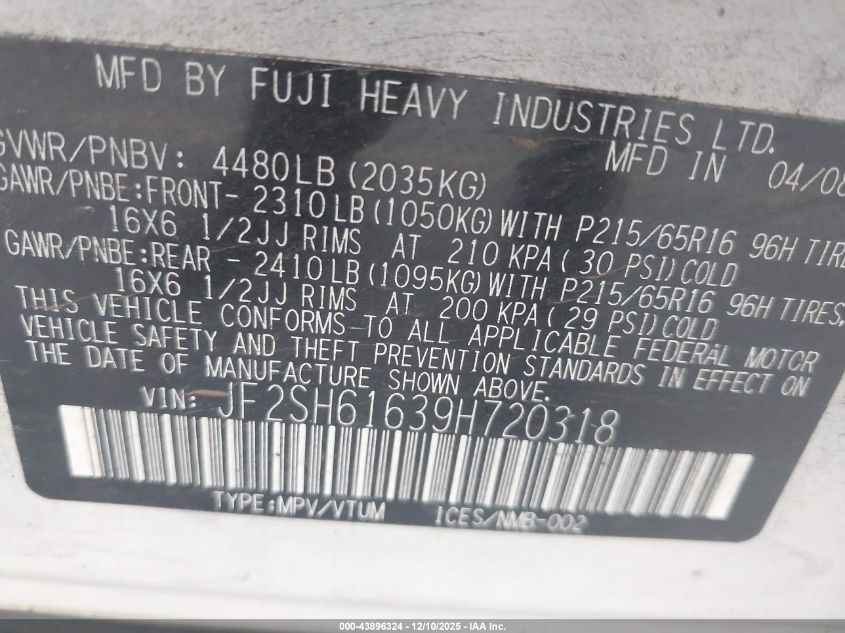 MFD BY FUJI HEAVY INDUSTRIES LTD.
MFD IN 04/08
GVWR/PNBV: 4480LB (2035KG)
GAWR/PNBE:FRONT- 2310LB(1050KG)WITH P215/65R16 96H TIRE
16X6 1/2JJ RIMS AT 210 KPA( 30 PSI)COLD
GAWR/PNBE:REAR - 2410LB(1095KG)WITH P215/65R16 96H TIRES,
16X6 1/2JJ RIMS AT 200 KPA( 29 PSI)COLD
THIS VEHICLE CONFORMS TO ALL APPLICABLE FEDERAL MOTOR
VEHICLE SAFETY AND THEFT PREVENTION STANDARDS IN EFFECT ON
THE DATE OF MANUFACTURE SHOWN ABOVE.
VIN: JF2SH61639H720318
TYPE:MPV/VTUM ICES/NMB-002
000-43896324 - 12/10/2025 - IAA Inc.